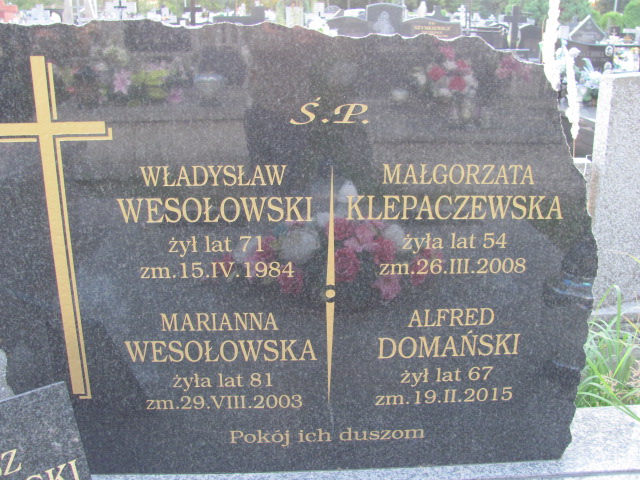 Ś.P.
WŁADYSŁAW
WESOŁOWSKI
żył lat 71
zm.15.IV.1984
MAŁGORZATA
KLEPACZEWSKA
żyła lat 54
zm.26.III.2008
MARIANNA
WESOŁOWSKA
żyła lat 81
zm.29.VIII.2003
ALFRED
DOMAŃSKI
żył lat 67
zm.19.II.2015
Pokój ich duszom